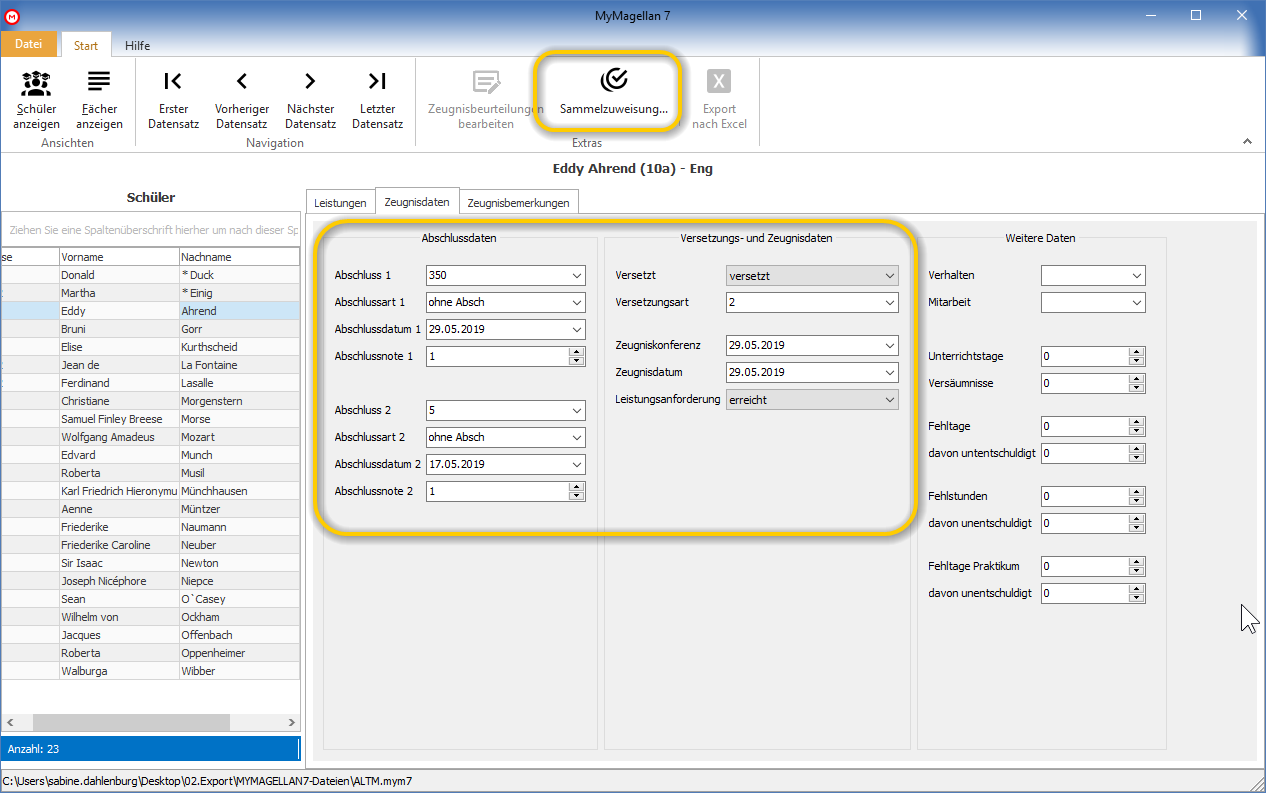 MyMagellan 7
Datei Start Hilfe
Schüler anzeigen
Fächer anzeigen
Ansichten
Erster Datensatz
Vorheriger Datensatz
Nächster Datensatz
Letzter Datensatz
Navigation
Zeugnisbeurteilungen bearbeiten
Sammelzuweisung...
Export nach Excel
Extras
Eddy Ahrend (10a) - Eng
Schüler
Ziehen Sie eine Spaltenüberschrift hierher um nach dieser Sp
se Vorname Nachname
Donald * Duck
Martha * Einig
Eddy Ahrend
Bruni Gorr
Elise Kurthscheid
Jean de La Fontaine
Ferdinand Lasalle
Christiane Morgenstern
Samuel Finley Breese Morse
Wolfgang Amadeus Mozart
Edvard Munch
Roberta Musil
Karl Friedrich Hieronymu Münchhausen
Aenne Müntzer
Friederike Naumann
Friederike Caroline Neuber
Sir Isaac Newton
Joseph Nicéphore Niepce
Sean O`Casey
Wilhelm von Ockham
Jacques Offenbach
Roberta Oppenheimer
Walburga Wibber
Anzahl: 23
Leistungen Zeugnisdaten Zeugnisbemerkungen
Abschlussdaten
Abschluss 1 350
Abschlussart 1 ohne Absch
Abschlussdatum 1 29.05.2019
Abschlussnote 1 1
Abschluss 2 5
Abschlussart 2 ohne Absch
Abschlussdatum 2 17.05.2019
Abschlussnote 2 1
Versetzungs- und Zeugnisdaten
Versetzt versetzt
Versetzungsart 2
Zeugniskonferenz 29.05.2019
Zeugnisdatum 29.05.2019
Leistungsanforderung erreicht
Weitere Daten
Verhalten
Mitarbeit
Unterrichtstage 0
Versäumnisse 0
Fehltage 0
davon untentschuldigt 0
Fehlstunden 0
davon unentschuldigt 0
Fehltage Praktikum 0
davon unentschuldigt 0
C:\Users\sabine.dahlenburg\Desktop\02.Export\MYMAGELLAN7-Dateien\ALTM.mym7